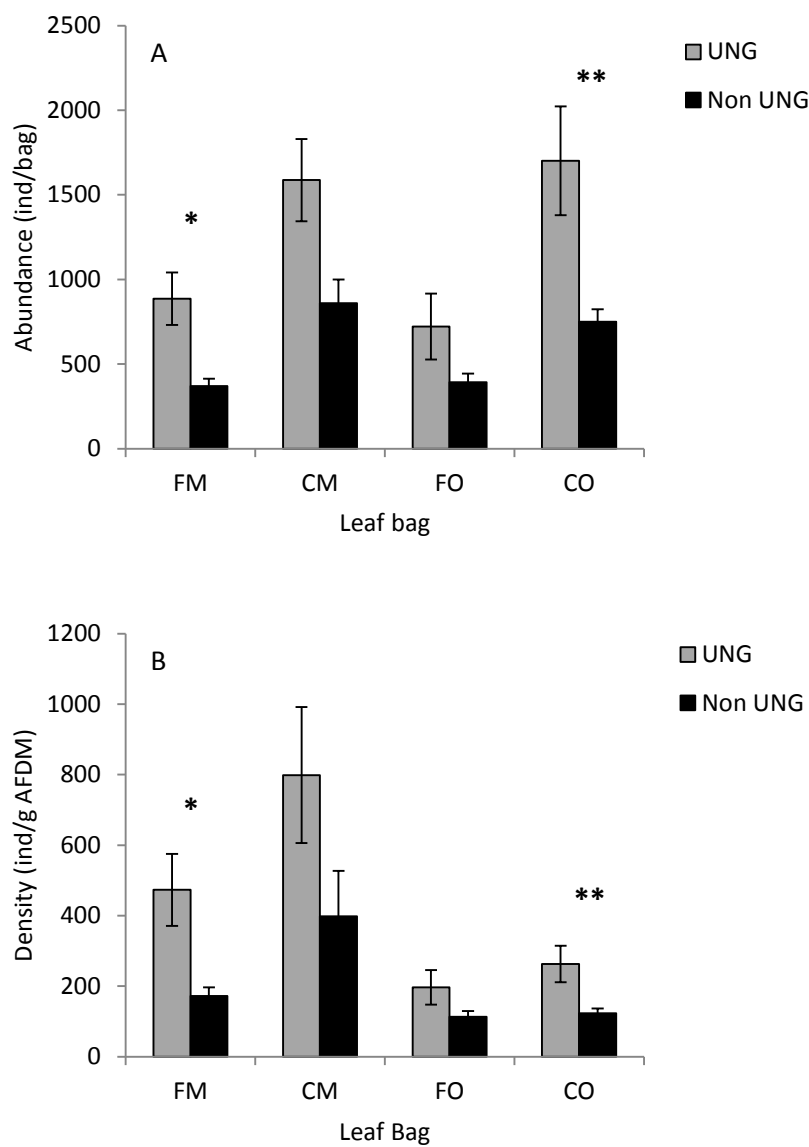 A
UNG
Non UNG
**
*
Abundance (ind/bag)
2500
2000
1500
1000
500
0
FM CM FO CO
Leaf bag
B
UNG
Non UNG
*
**
Density (ind/g AFDM)
1200
1000
800
600
400
200
0
FM CM FO CO
Leaf Bag